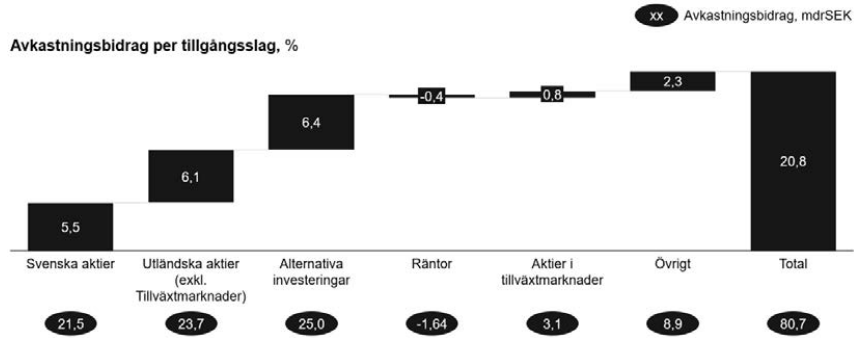 xx Avkastningsbidrag, mdrSEK
Avkastningsbidrag per tillgångsslag, %
5,5
6,1
6,4
-0,4
0,8
2,3
20,8
Svenska aktier
Utländska aktier
(exkl.
Tillväxtmarknader)
Alternativa
investeringar
Räntor
Aktier i
tillväxtmarknader
Övrigt
Total
21,5
23,7
25,0
-1,64
3,1
8,9
80,7